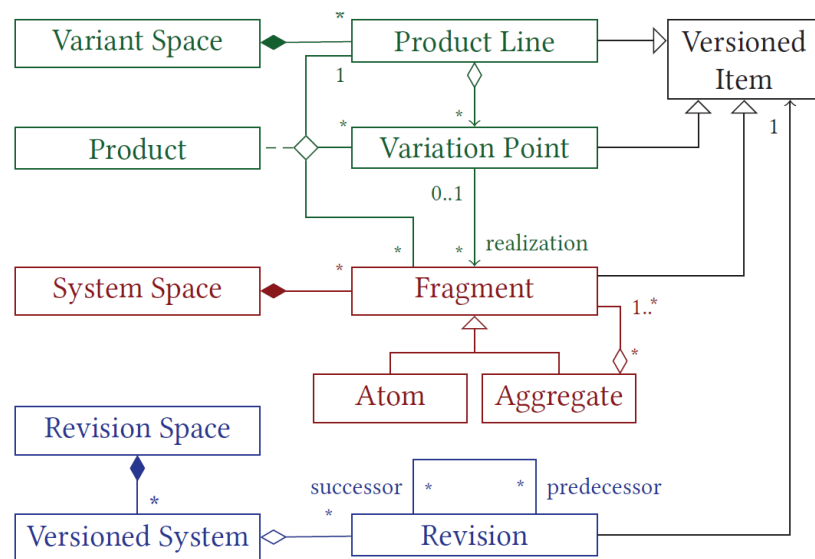 Variant Space
*
Product Line
Versioned
Item
1
*
1
Product
*
Variation Point
0..1
*
*
realization
System Space
*
Fragment
1..*
*
Atom
Aggregate
Revision Space
*
successor
*
*
predecessor
Versioned System
*
Revision